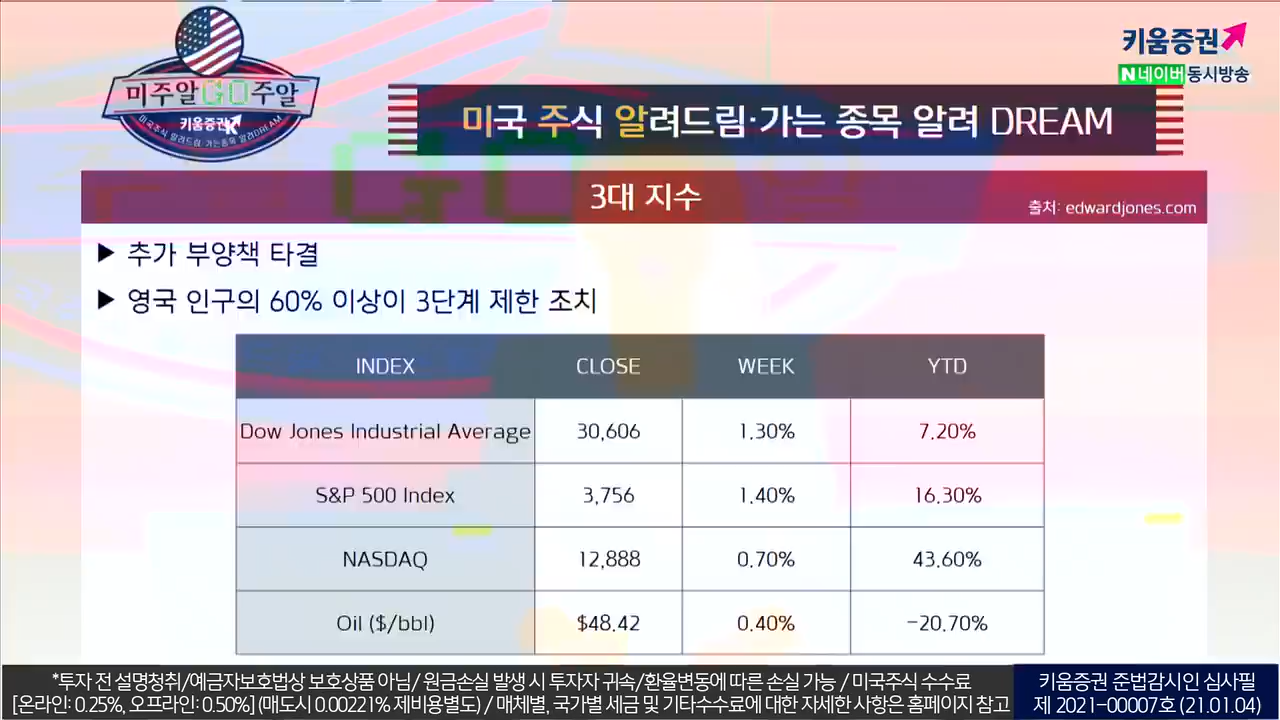 미주알GO주알
키움증권
미국주식 알려드림·가는종목 알려DREAM
키움증권
N 네이버 동시방송
미국 주식 알려드림·가는 종목 알려 DREAM
3대 지수
출처: edwardjones.com
▶ 추가 부양책 타결
▶ 영국 인구의 60% 이상이 3단계 제한 조치
INDEX CLOSE WEEK YTD
Dow Jones Industrial Average 30,606 1.30% 7.20%
S&P 500 Index 3,756 1.40% 16.30%
NASDAQ 12,888 0.70% 43.60%
Oil ($/bbl) $48.42 0.40% -20.70%
*투자 전 설명청취/예금자보호법상 보호상품 아님/ 원금손실 발생 시 투자자 귀속/환율변동에 따른 손실 가능 / 미국주식 수수료
[온라인: 0.25%, 오프라인: 0.50%] (매도시 0.00221% 제비용별도) / 매체별, 국가별 세금 및 기타수수료에 대한 자세한 사항은 홈페이지 참고
키움증권 준법감시인 심사필
제 2021-00007호 (21.01.04)